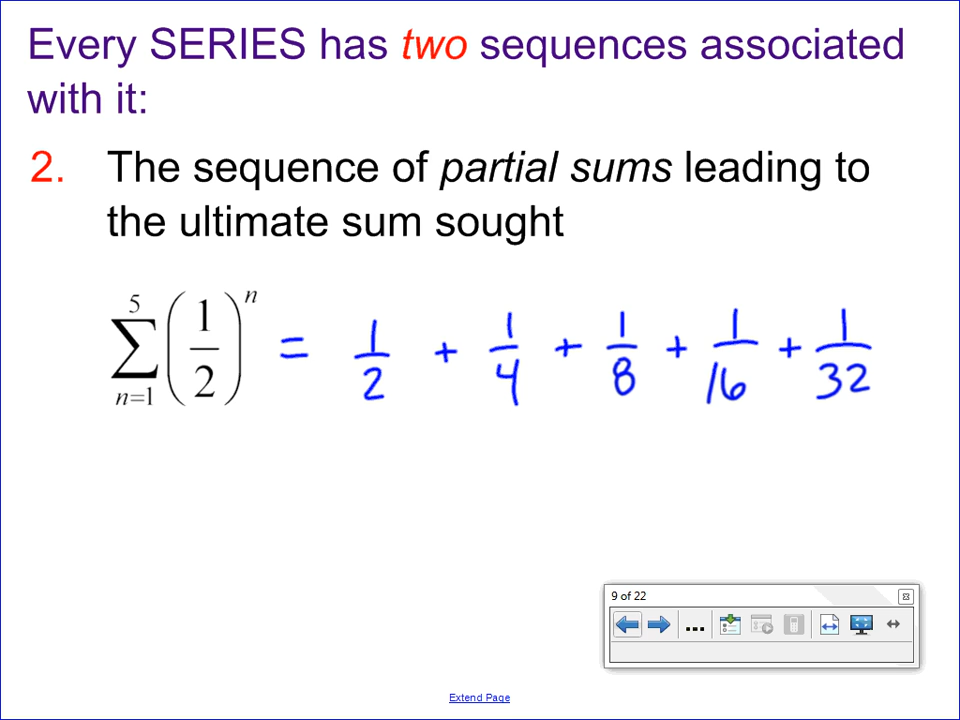 Every SERIES has two sequences associated
with it:
2. The sequence of partial sums leading to
the ultimate sum sought
5
∑ (1/2)^n = 1/2 + 1/4 + 1/8 + 1/16 + 1/32
n=1
9 of 22
...
Extend Page